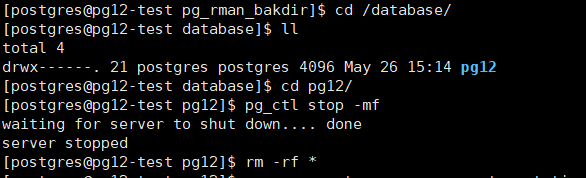 [postgres@pg12-test pg_rman_bakdir]$ cd /database/
[postgres@pg12-test database]$ ll
total 4
drwx------. 21 postgres postgres 4096 May 26 15:14 pg12
[postgres@pg12-test database]$ cd pg12/
[postgres@pg12-test pg12]$ pg_ctl stop -mf
waiting for server to shut down.... done
server stopped
[postgres@pg12-test pg12]$ rm -rf *